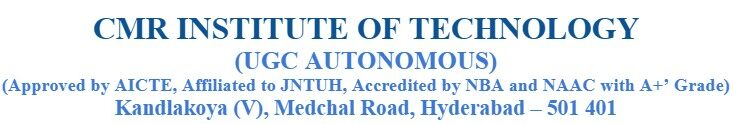 CMR INSTITUTE OF TECHNOLOGY
(UGC AUTONOMOUS)
(Approved by AICTE, Affiliated to JNTUH, Accredited by NBA and NAAC with A+’ Grade)
Kandlakoya (V), Medchal Road, Hyderabad – 501 401